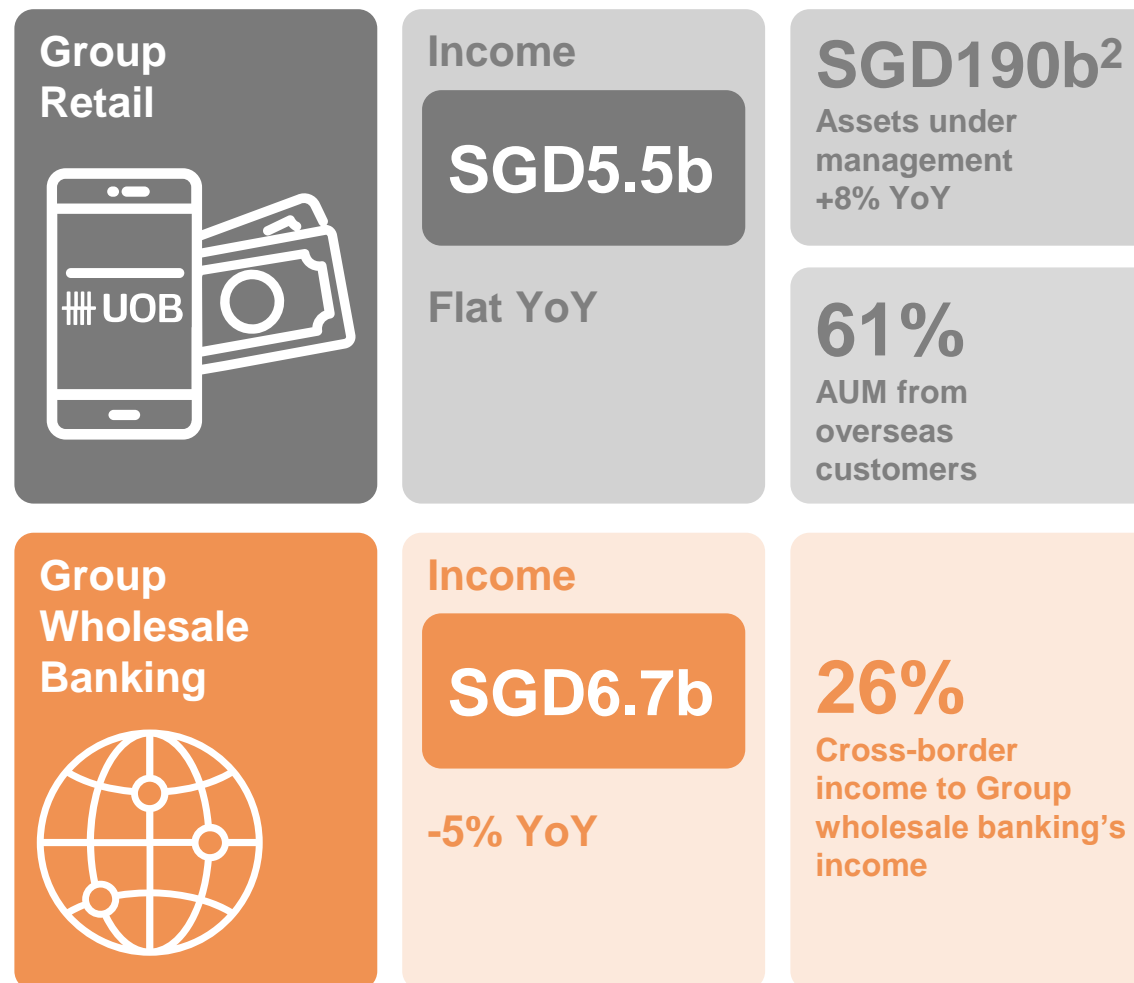 Group
Retail
UOB
Income
SGD5.5b
Flat YoY
SGD190b²
Assets under
management
+8% YoY
61%
AUM from
overseas
customers
Group
Wholesale
Banking
Income
SGD6.7b
-5% YoY
26%
Cross-border
income to Group
wholesale banking's
income